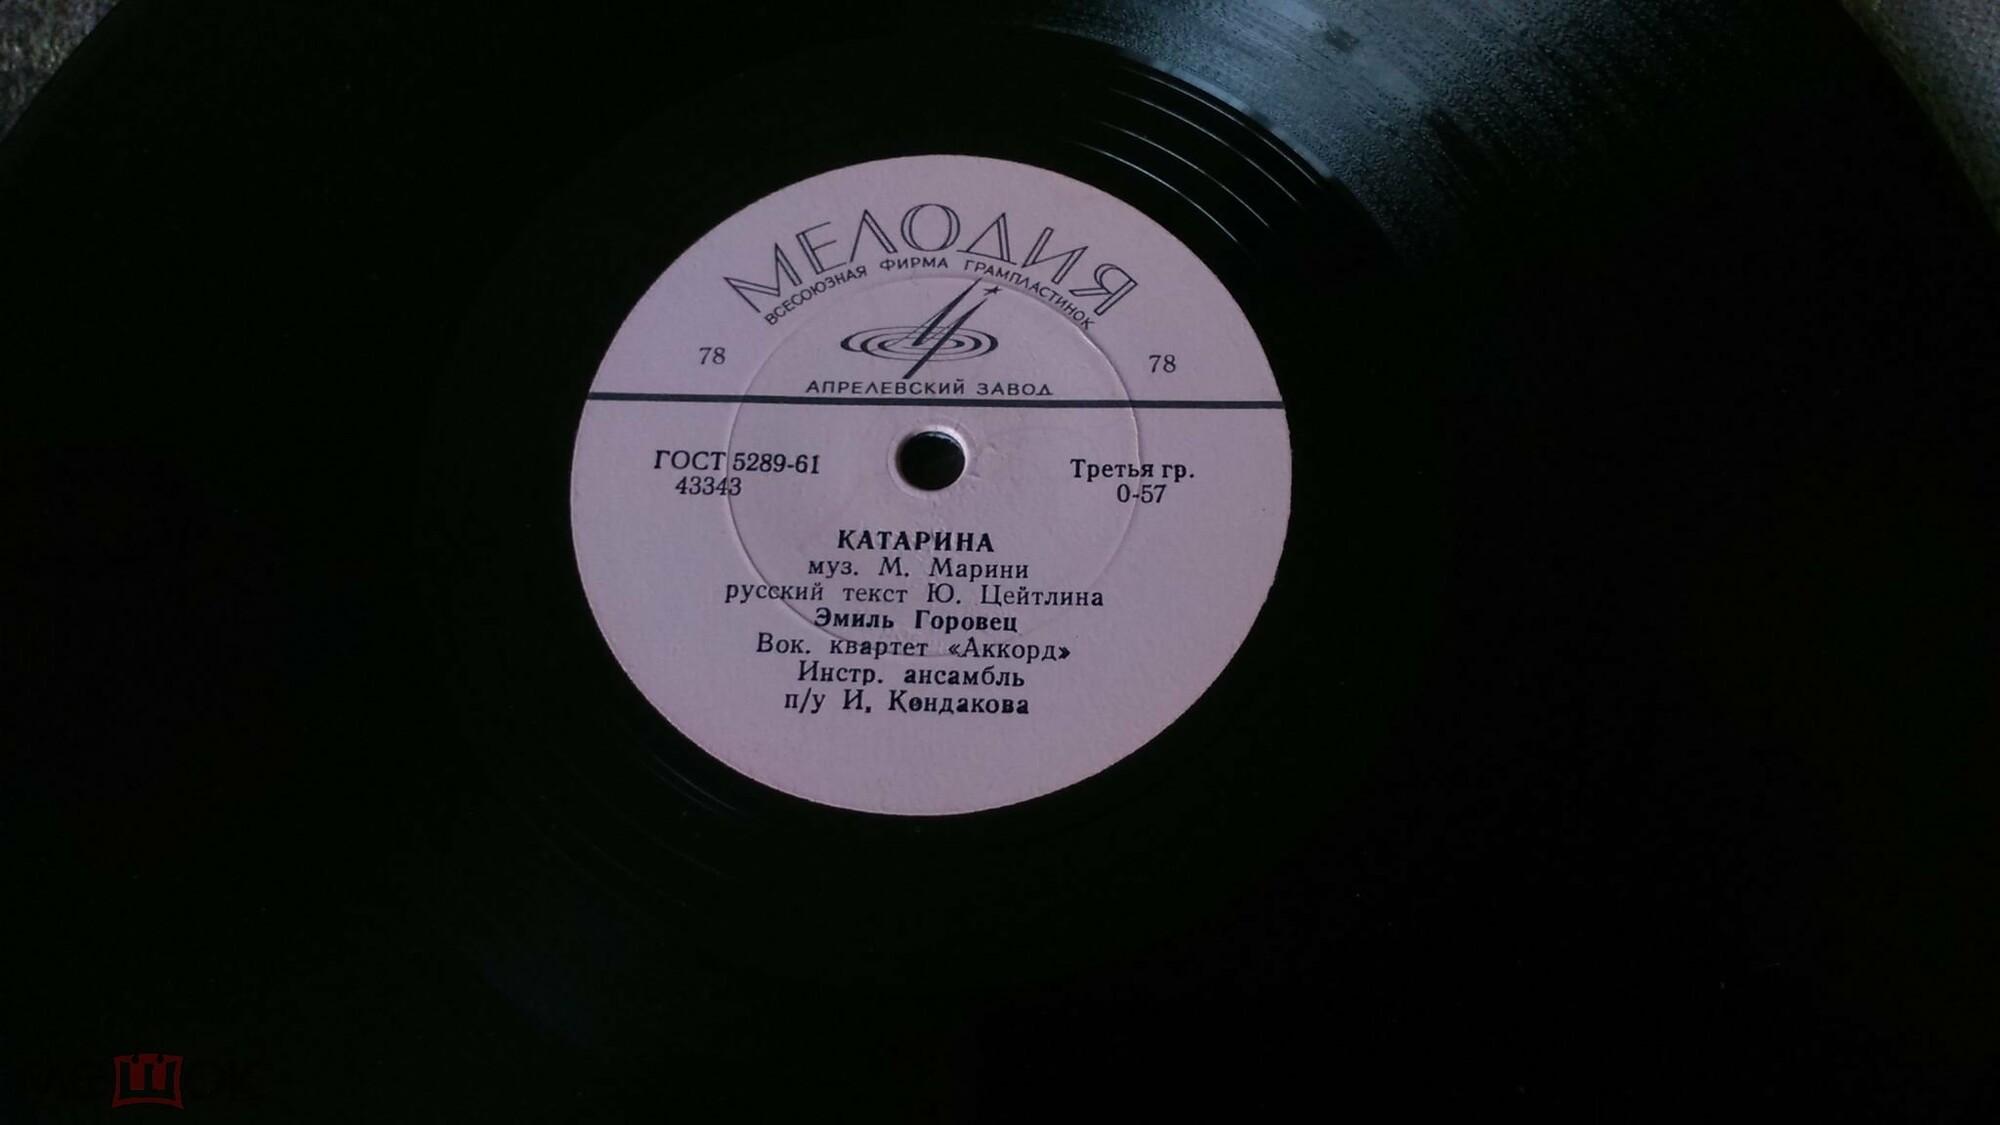 МЕЛОДИЯ
ВСЕСОЮЗНАЯ ФИРМА ГРАМПЛАСТИНОК
78 78
АПРЕЛЕВСКИЙ ЗАВОД
ГОСТ 5289-61 Третья гр.
43343 0-57
КАТАРИНА
муз. М. Марини
русский текст Ю. Цейтлина
Эмиль Горовец
Вок. квартет «Аккорд»
Инстр. ансамбль
п/у И. Кондакова
мешок